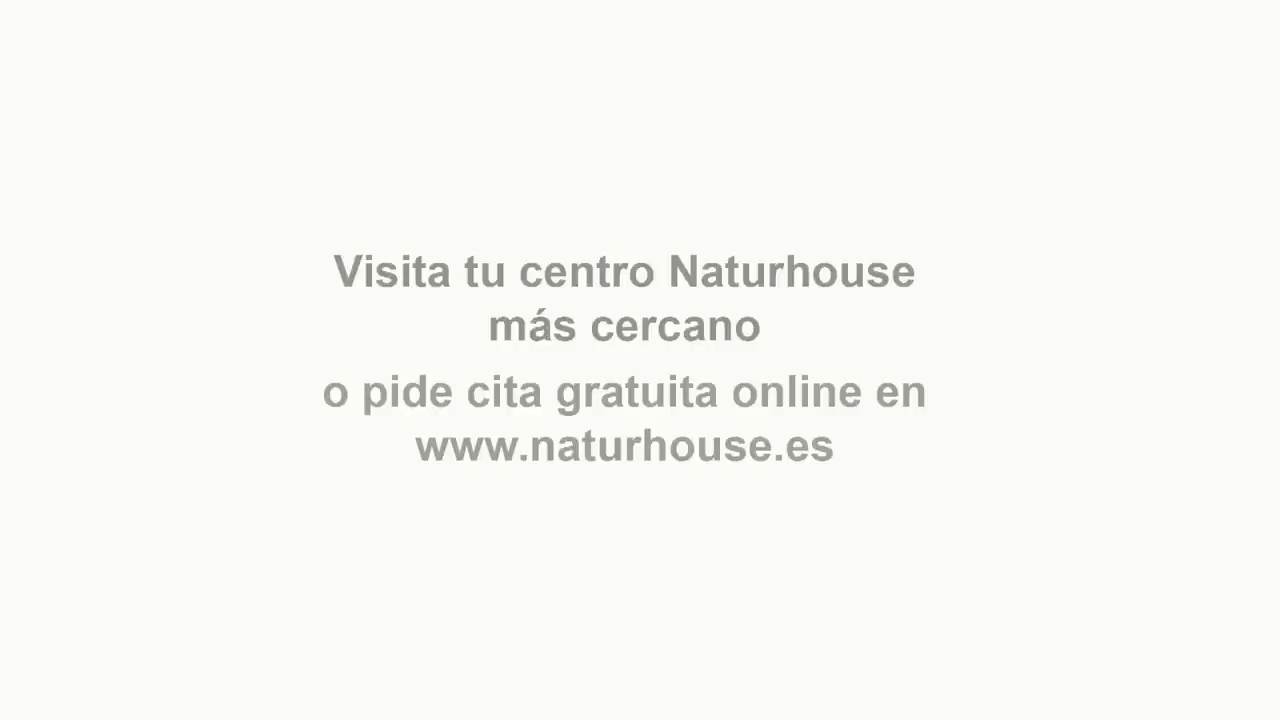 Visita tu centro Naturhouse
más cercano
o pide cita gratuita online en
www.naturhouse.es